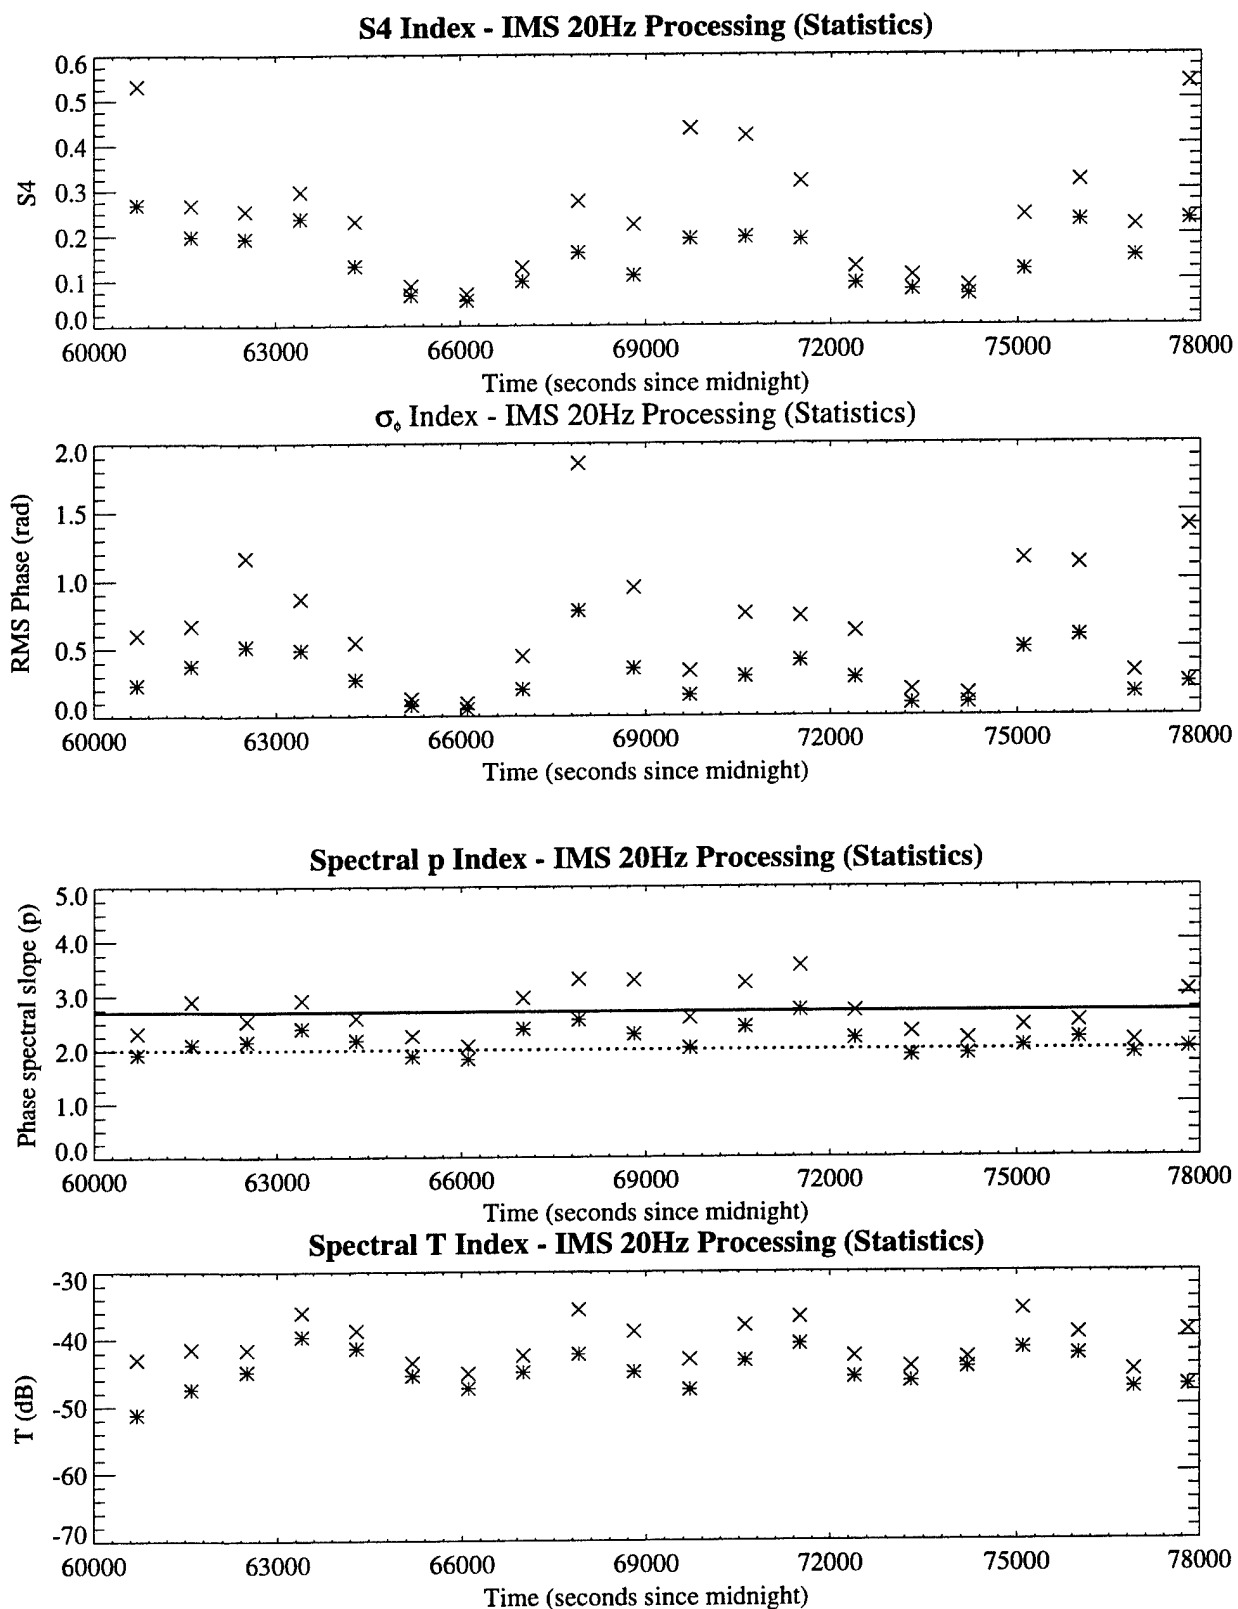 S4 Index - IMS 20Hz Processing (Statistics)
S4
0.6
0.5
0.4
0.3
0.2
0.1
0.0
60000 63000 66000 69000 72000 75000 78000
Time (seconds since midnight)
σϕ Index - IMS 20Hz Processing (Statistics)
RMS Phase (rad)
2.0
1.5
1.0
0.5
0.0
60000 63000 66000 69000 72000 75000 78000
Time (seconds since midnight)
Spectral p Index - IMS 20Hz Processing (Statistics)
Phase spectral slope (p)
5.0
4.0
3.0
2.0
1.0
0.0
60000 63000 66000 69000 72000 75000 78000
Time (seconds since midnight)
Spectral T Index - IMS 20Hz Processing (Statistics)
T (dB)
-30
-40
-50
-60
-70
60000 63000 66000 69000 72000 75000 78000
Time (seconds since midnight)